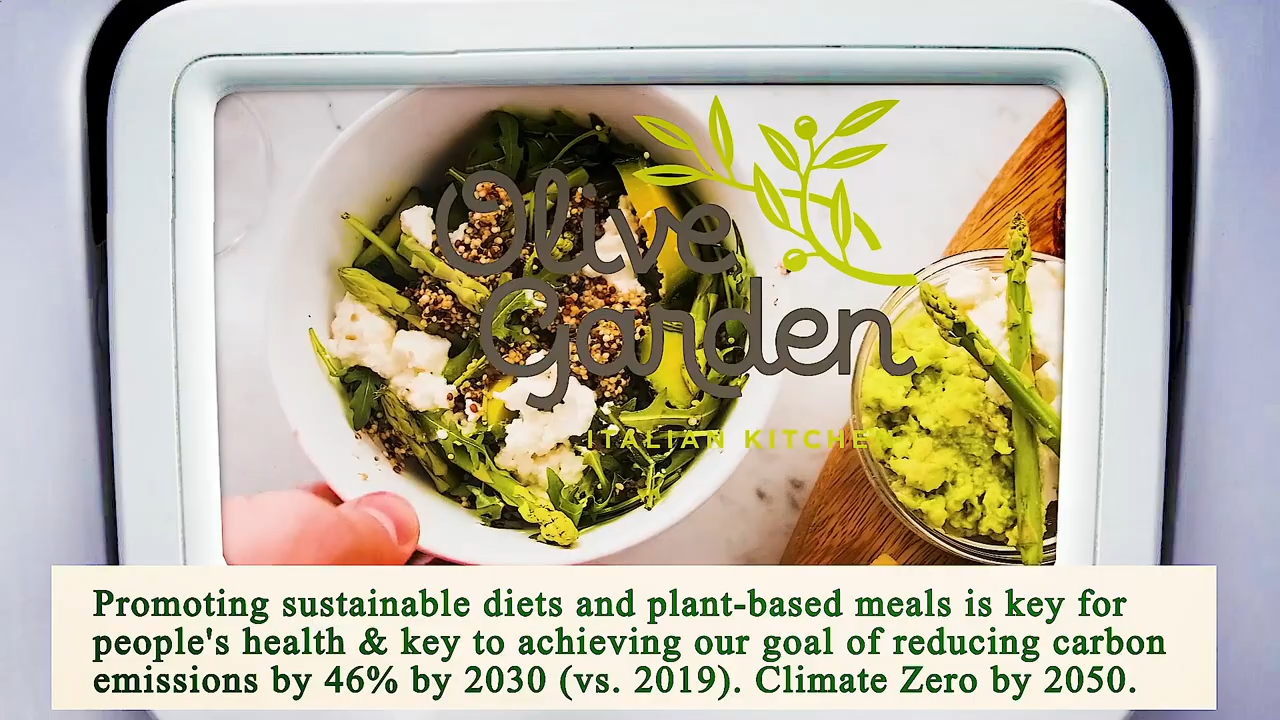 Olive
Garden
ITALIAN KITCHEN
Promoting sustainable diets and plant-based meals is key for
people's health & key to achieving our goal of reducing carbon
emissions by 46% by 2030 (vs. 2019). Climate Zero by 2050.